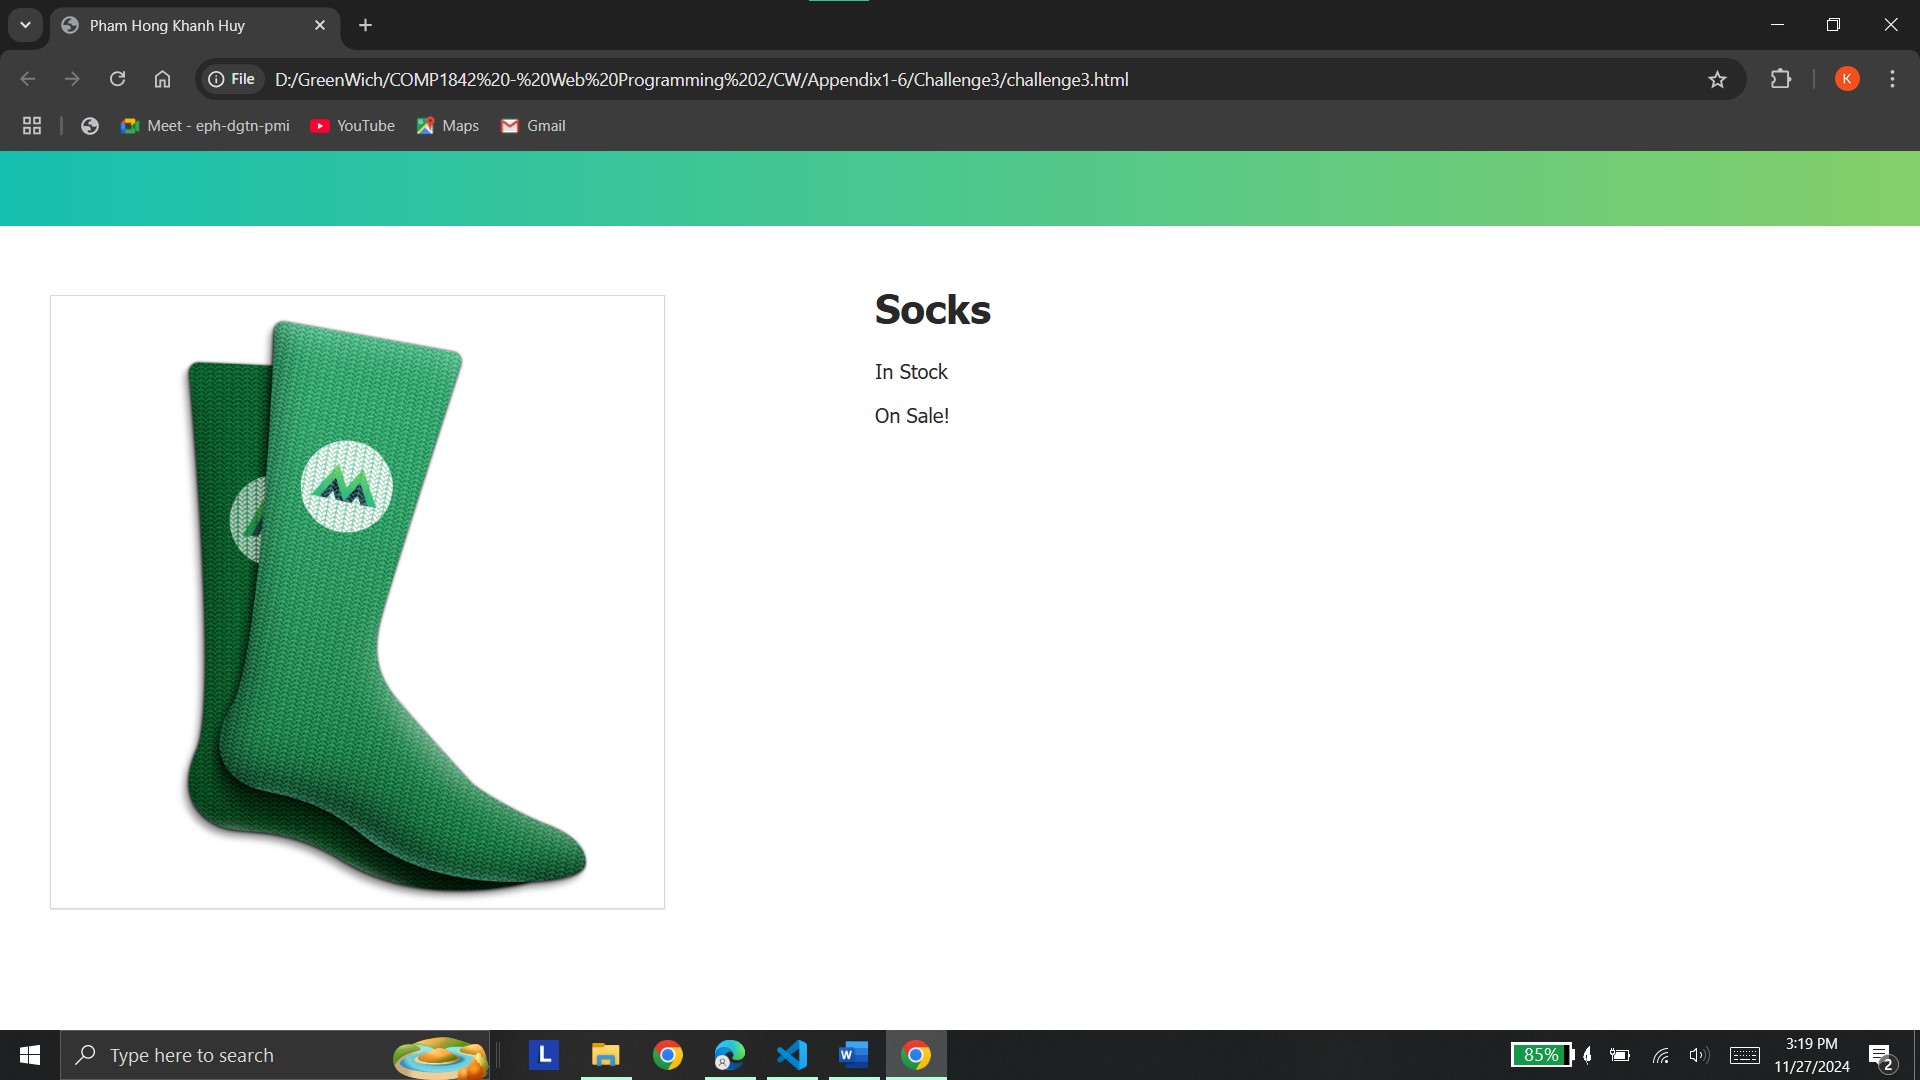 Pham Hong Khanh Huy
File
D:/GreenWich/COMP1842%20-%20Web%20Programming%202/CW/Appendix1-6/Challenge3/challenge3.html
K
Meet - eph-dgtn-pmi
YouTube
Maps
Gmail
Socks
In Stock
On Sale!
Type here to search
L
W
85%
3:19 PM
11/27/2024
2